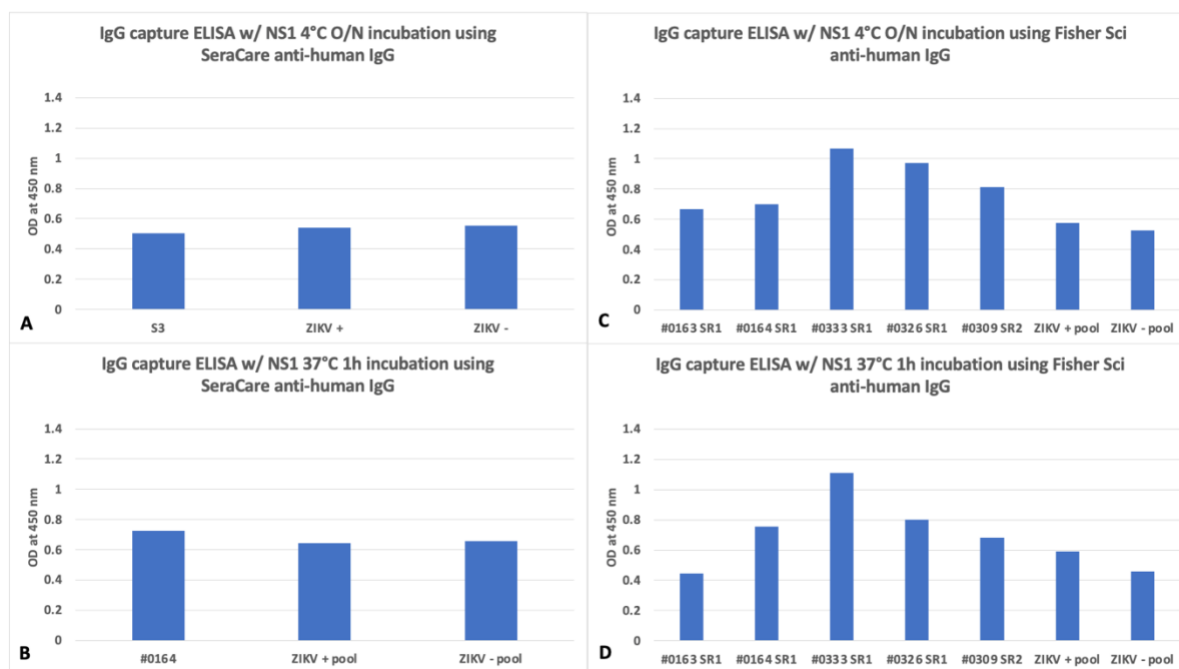 IgG capture ELISA w/ NS1 4°C O/N incubation using
SeraCare anti-human IgG
1.4
1.2
1
0.8
0.6
0.4
0.2
0
OD at 450 nm
S3
ZIKV +
ZIKV -
A
IgG capture ELISA w/ NS1 37°C 1h incubation using
SeraCare anti-human IgG
1.4
1.2
1
0.8
0.6
0.4
0.2
0
OD at 450 nm
#0164
ZIKV + pool
ZIKV - pool
B
IgG capture ELISA w/ NS1 4°C O/N incubation using Fisher Sci
anti-human IgG
1.4
1.2
1
0.8
0.6
0.4
0.2
0
OD at 450 nm
#0163 SR1
#0164 SR1
#0333 SR1
#0326 SR1
#0309 SR2
ZIKV + pool
ZIKV - pool
C
IgG capture ELISA w/ NS1 37°C 1h incubation using Fisher Sci
anti-human IgG
1.4
1.2
1
0.8
0.6
0.4
0.2
0
OD at 450 nm
#0163 SR1
#0164 SR1
#0333 SR1
#0326 SR1
#0309 SR2
ZIKV + pool
ZIKV - pool
D